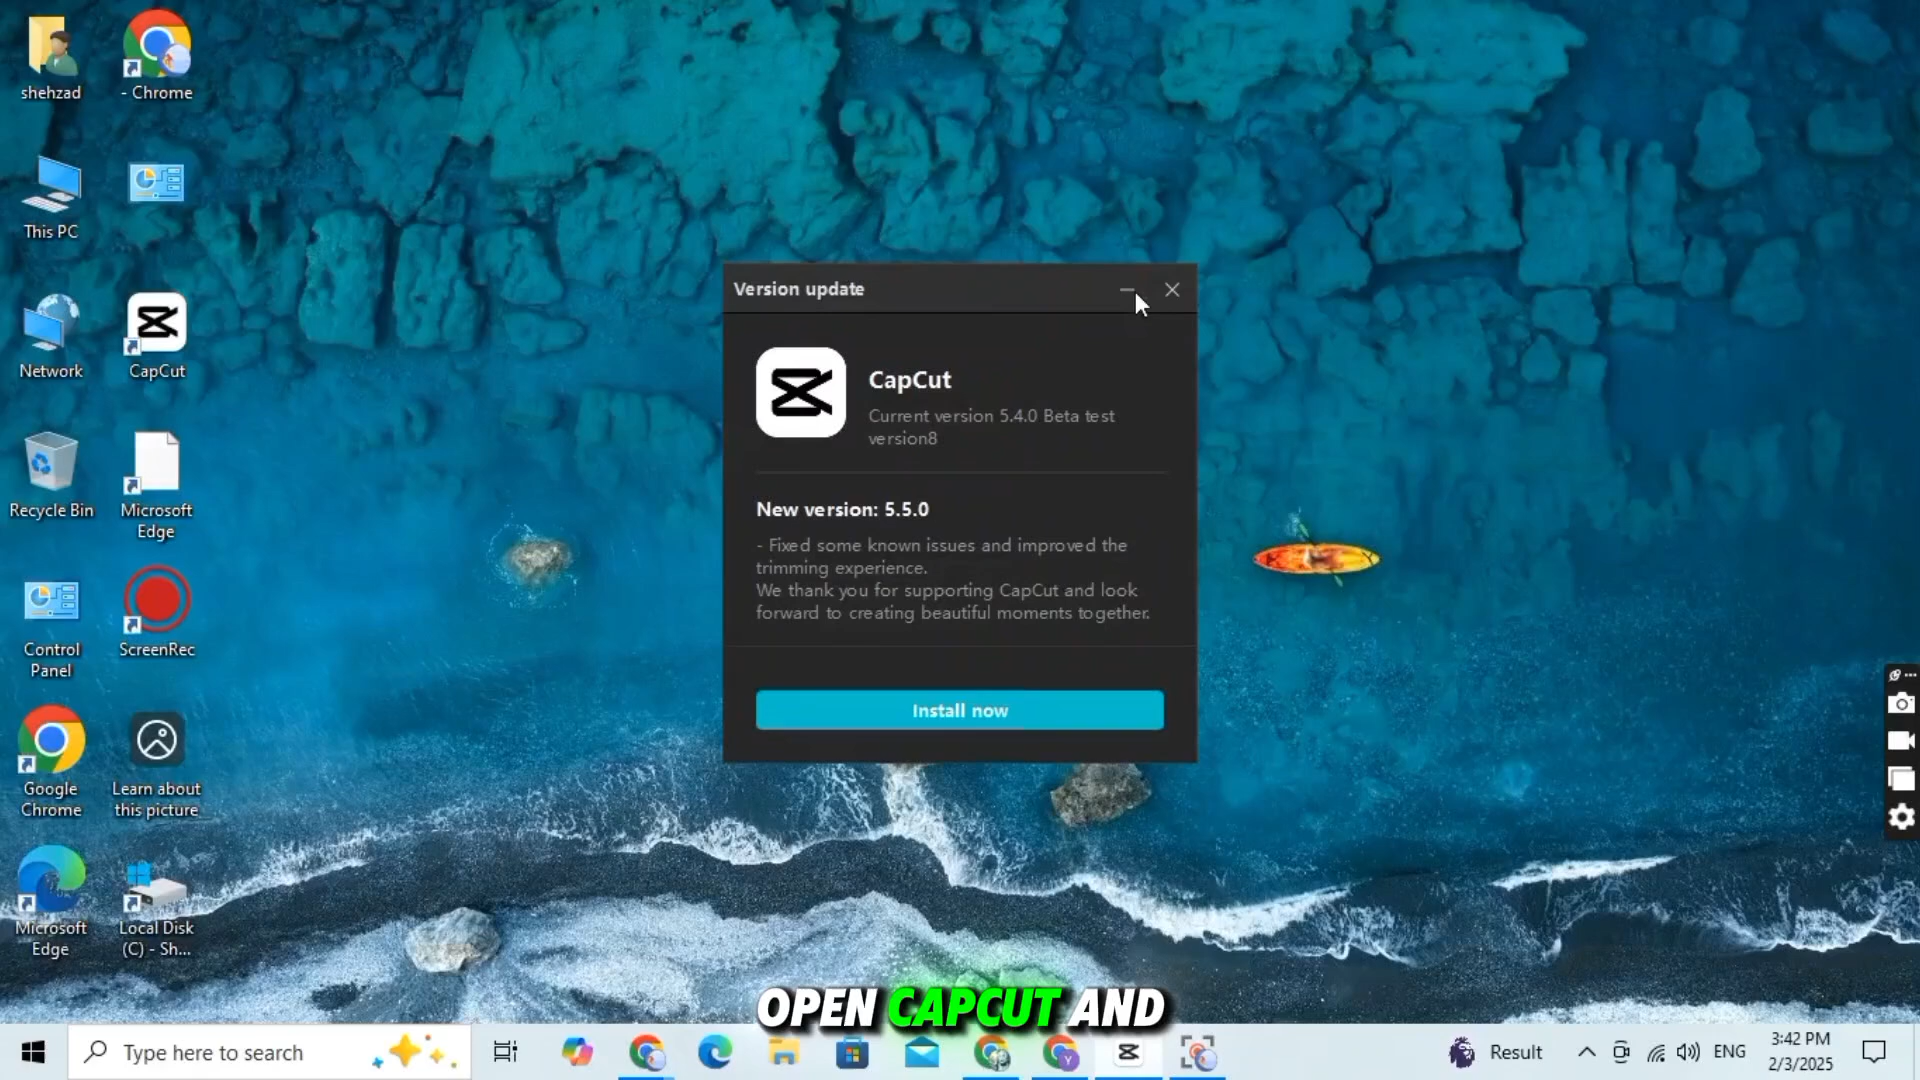 shehzad
- Chrome
This PC
Network
CapCut
Recycle Bin
Microsoft
Edge
Control
Panel
ScreenRec
Google
Chrome
Learn about
this picture
Microsoft
Edge
Local Disk
(C) - Sh...
Version update
CapCut
Current version 5.4.0 Beta test
version8
New version: 5.5.0
- Fixed some known issues and improved the
trimming experience.
We thank you for supporting CapCut and look
forward to creating beautiful moments together.
Install now
OPEN CAPCUT AND
Type here to search
Y
Result
ENG
3:42 PM
2/3/2025